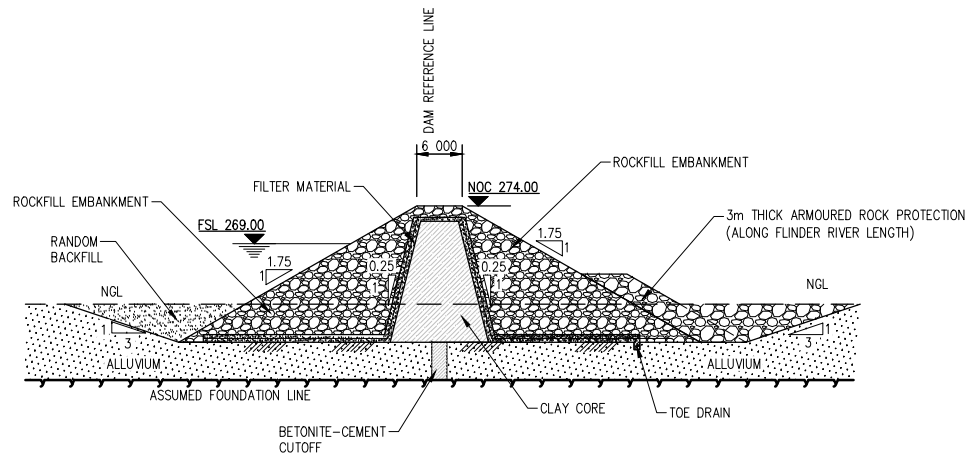 DAM REFERENCE LINE
6 000
ROCKFILL EMBANKMENT
FILTER MATERIAL
NOC 274.00
ROCKFILL EMBANKMENT
FSL 269.00
3m THICK ARMOURED ROCK PROTECTION
(ALONG FLINDER RIVER LENGTH)
RANDOM
BACKFILL
1.75
1
1.75
1
0.25
1
0.25
1
NGL
NGL
1
3
1
3
ALLUVIUM
ALLUVIUM
ASSUMED FOUNDATION LINE
CLAY CORE
TOE DRAIN
BETONITE-CEMENT
CUTOFF